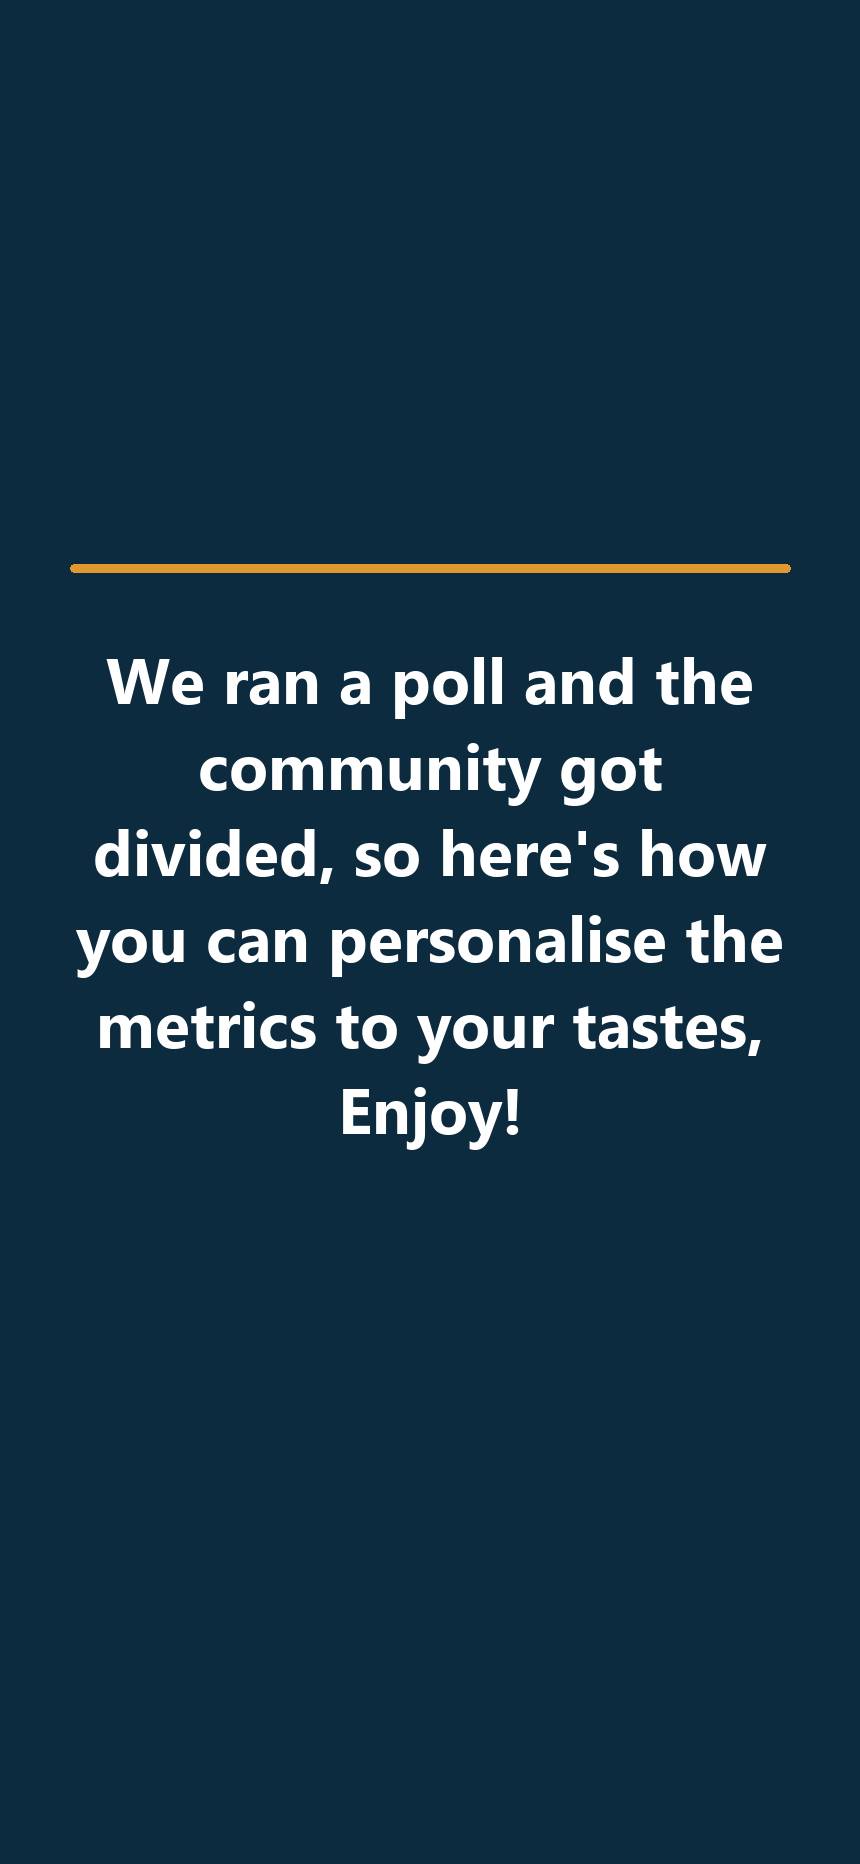 We ran a poll and the
community got
divided, so here's how
you can personalise the
metrics to your tastes,
Enjoy!